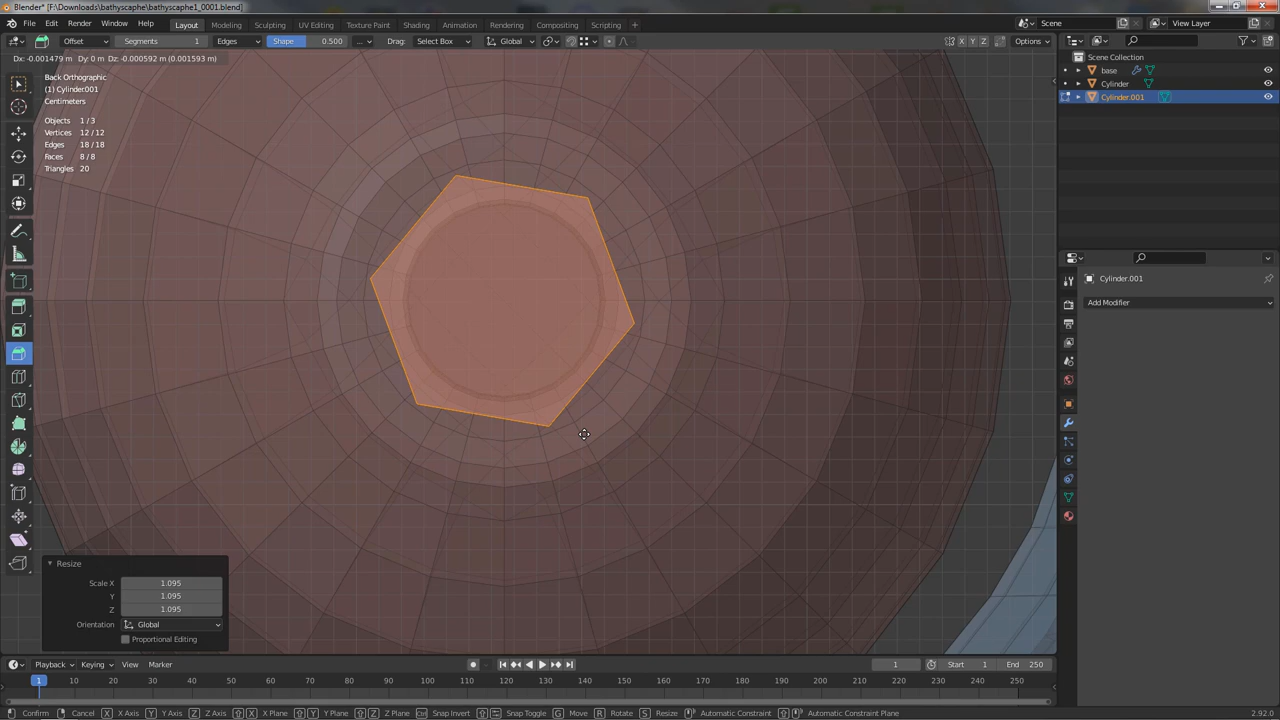 Blender* [F:\Downloads\bathyscaphe\bathyscaphe1_0001.blend]
File Edit Render Window Help Layout Modeling Sculpting UV Editing Texture Paint Shading Animation Rendering Compositing Scripting + Scene View Layer
Offset Segments 1 Edges Shape 0.500 ... Drag: Select Box Global X Y Z Options
Dx: -0.001479 m Dy: 0 m Dz: -0.000592 m (0.001593 m)
Back Orthographic
(1) Cylinder.001
Centimeters
Objects 1 / 3
Vertices 12 / 12
Edges 18 / 18
Faces 8 / 8
Triangles 20
Scene Collection
base
Cylinder
Cylinder.001
Cylinder.001
Add Modifier
Resize
Scale X 1.095
Y 1.095
Z 1.095
Orientation Global
Proportional Editing
Playback Keying View Marker 1 Start 1 End 250
1 10 20 30 40 50 60 70 80 90 100 110 120 130 140 150 160 170 180 190 200 210 220 230 240 250
Confirm Cancel X X Axis Y Y Axis Z Z Axis X X Plane Y Y Plane Z Z Plane Ctrl Snap Invert Snap Toggle G Move R Rotate S Resize Automatic Constraint Automatic Constraint Plane 2.92.0